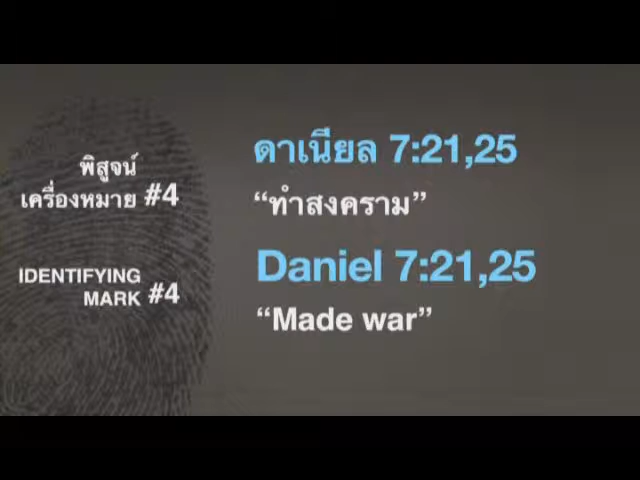 พิสูจน์
เครื่องหมาย #4
ดาเนียล 7:21,25
“ทำสงคราม”
IDENTIFYING
MARK #4
Daniel 7:21,25
“Made war”